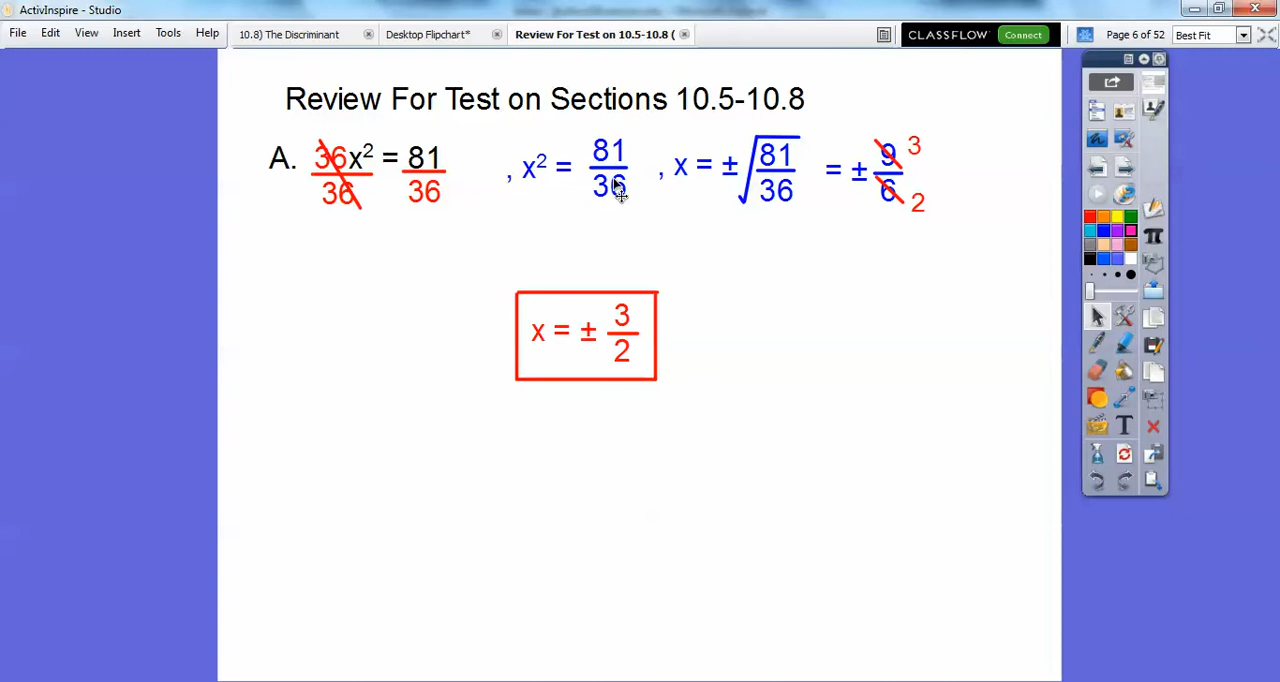 ActivInspire - Studio
File Edit View Insert Tools Help
10.8) The Discriminant
Desktop Flipchart*
Review For Test on 10.5-10.8 (
CLASSFLOW Connect
Page 6 of 52
Best Fit
Review For Test on Sections 10.5-10.8
A. 36x² = 81 , x² = 81 , x = ±√81 = ± 9 3
36 36 36 36 6 2
x = ± 3
2